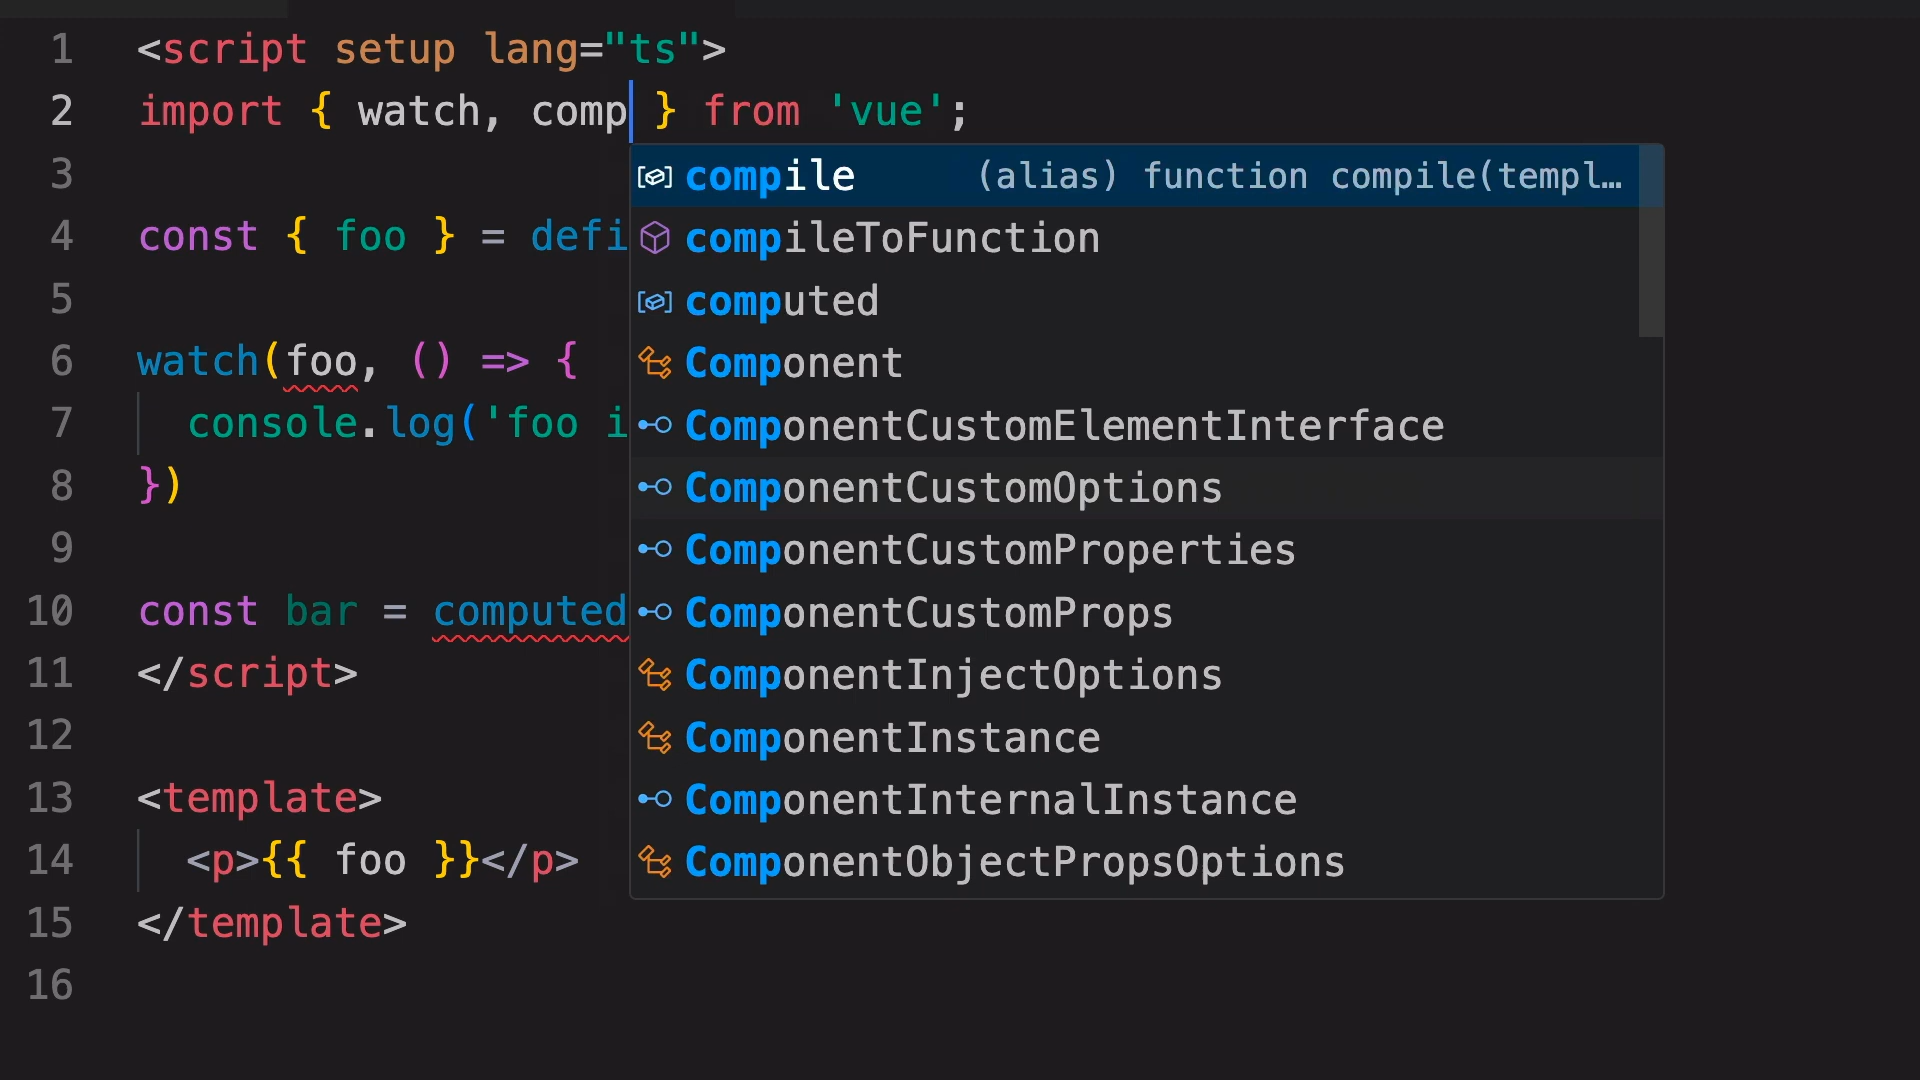 1 <script setup lang="ts">
2 import { watch, comp } from 'vue';
3
4 const { foo } = defi
5
6 watch(foo, () => {
7 console.log('foo i
8 })
9
10 const bar = computed
11 </script>
12
13 <template>
14 <p>{{ foo }}</p>
15 </template>
16
compile (alias) function compile(templ…
compileToFunction
computed
Component
ComponentCustomElementInterface
ComponentCustomOptions
ComponentCustomProperties
ComponentCustomProps
ComponentInjectOptions
ComponentInstance
ComponentInternalInstance
ComponentObjectPropsOptions